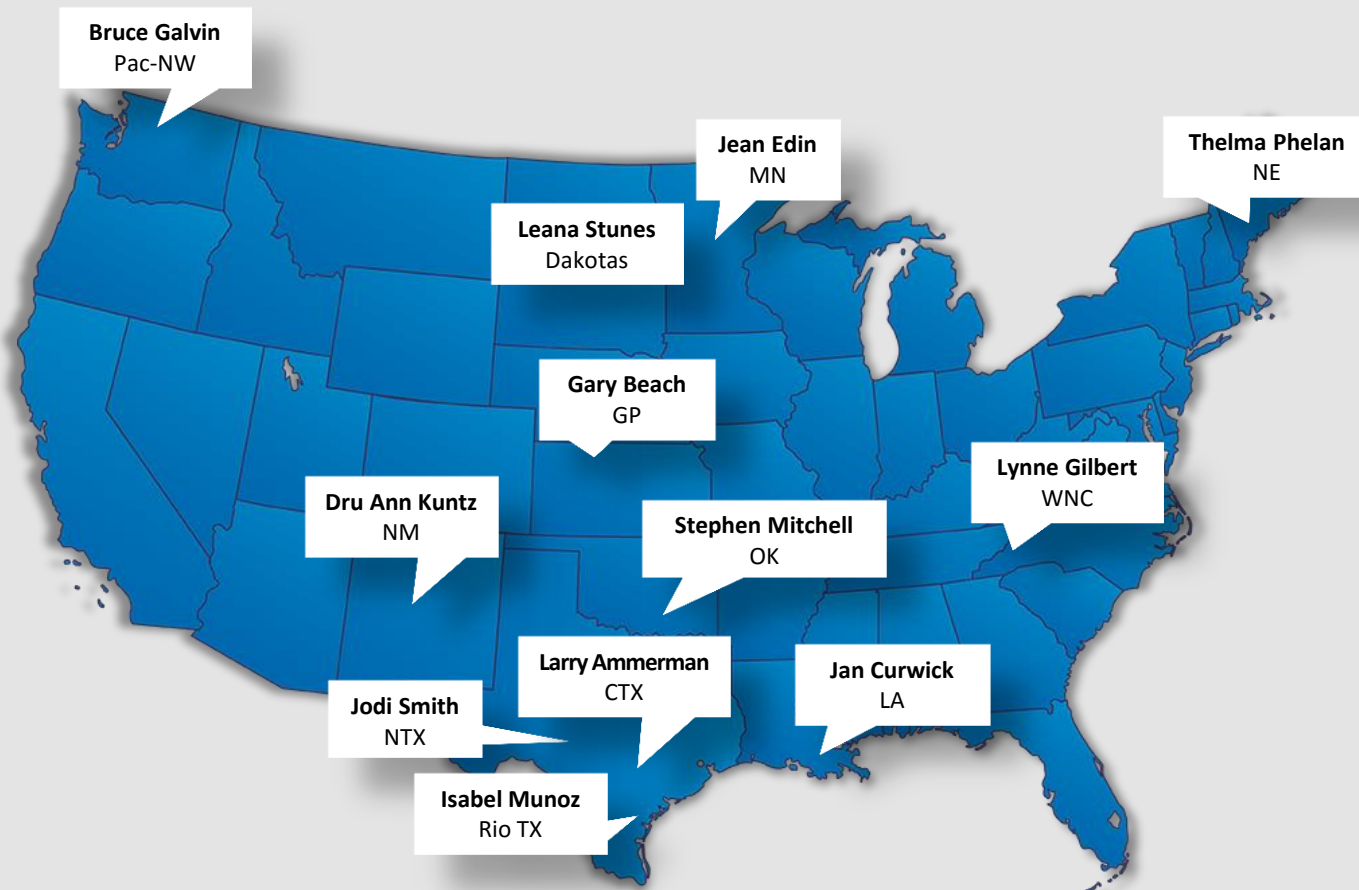 Bruce Galvin
Pac-NW
Jean Edin
MN
Thelma Phelan
NE
Leana Stunes
Dakotas
Gary Beach
GP
Lynne Gilbert
WNC
Dru Ann Kuntz
NM
Stephen Mitchell
OK
Larry Ammerman
CTX
Jan Curwick
LA
Jodi Smith
NTX
Isabel Munoz
Rio TX